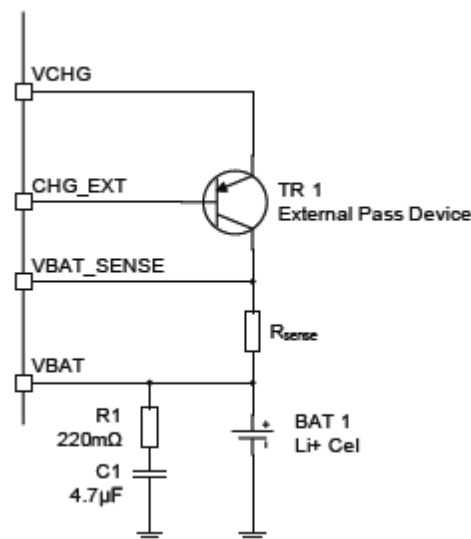 VCHG
CHG_EXT
TR 1
External Pass Device
VBAT_SENSE
Rsense
VBAT
R1
220mΩ
BAT 1
Li+ Cel
C1
4.7µF
+